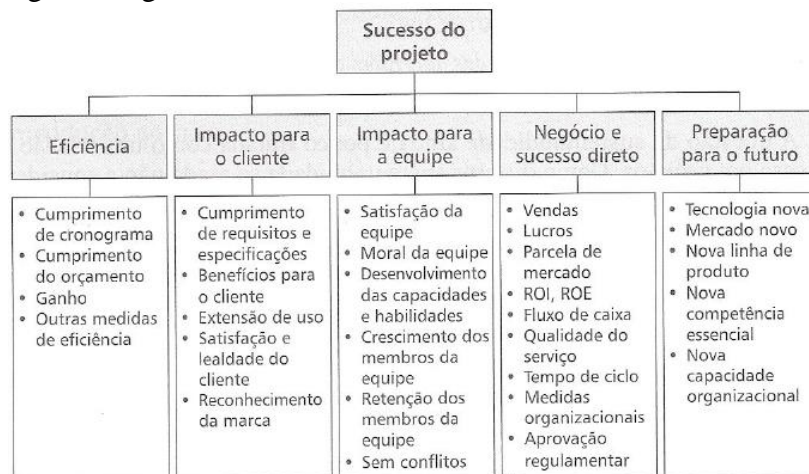 Sucesso do
projeto
Eficiência
Impacto para
o cliente
Impacto para
a equipe
Negócio e
sucesso direto
Preparação
para o futuro
• Cumprimento
de cronograma
• Cumprimento
do orçamento
• Ganho
• Outras medidas
de eficiência
• Cumprimento
de requisitos e
especificações
• Benefícios para
o cliente
• Extensão de uso
• Satisfação e
lealdade do
cliente
• Reconhecimento
da marca
• Satisfação da
equipe
• Moral da equipe
• Desenvolvimento
das capacidades
e habilidades
• Crescimento dos
membros da
equipe
• Retenção dos
membros da
equipe
• Sem conflitos
• Vendas
• Lucros
• Parcela de
mercado
• ROI, ROE
• Fluxo de caixa
• Qualidade do
serviço
• Tempo de ciclo
• Medidas
organizacionais
• Aprovação
regulamentar
• Tecnologia nova
• Mercado novo
• Nova linha de
produto
• Nova
competência
essencial
• Nova
capacidade
organizacional